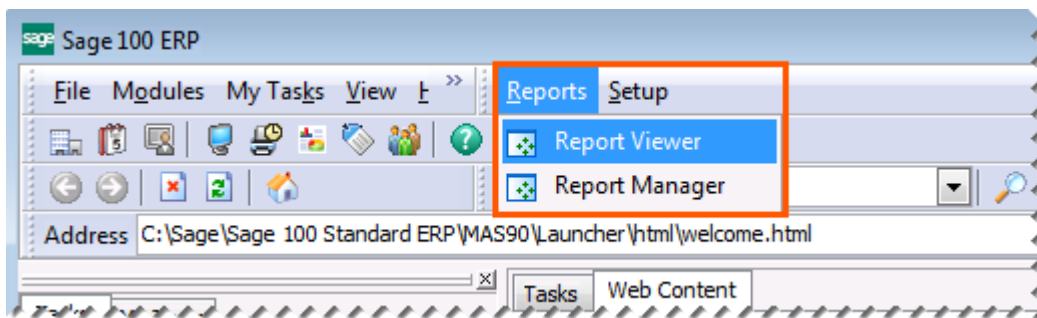 sage Sage 100 ERP
File Modules My Tasks View » Reports Setup
5
Report Viewer
Report Manager
Address C:\Sage\Sage 100 Standard ERP\MAS90\Launcher\html\welcome.html
Tasks Web Content